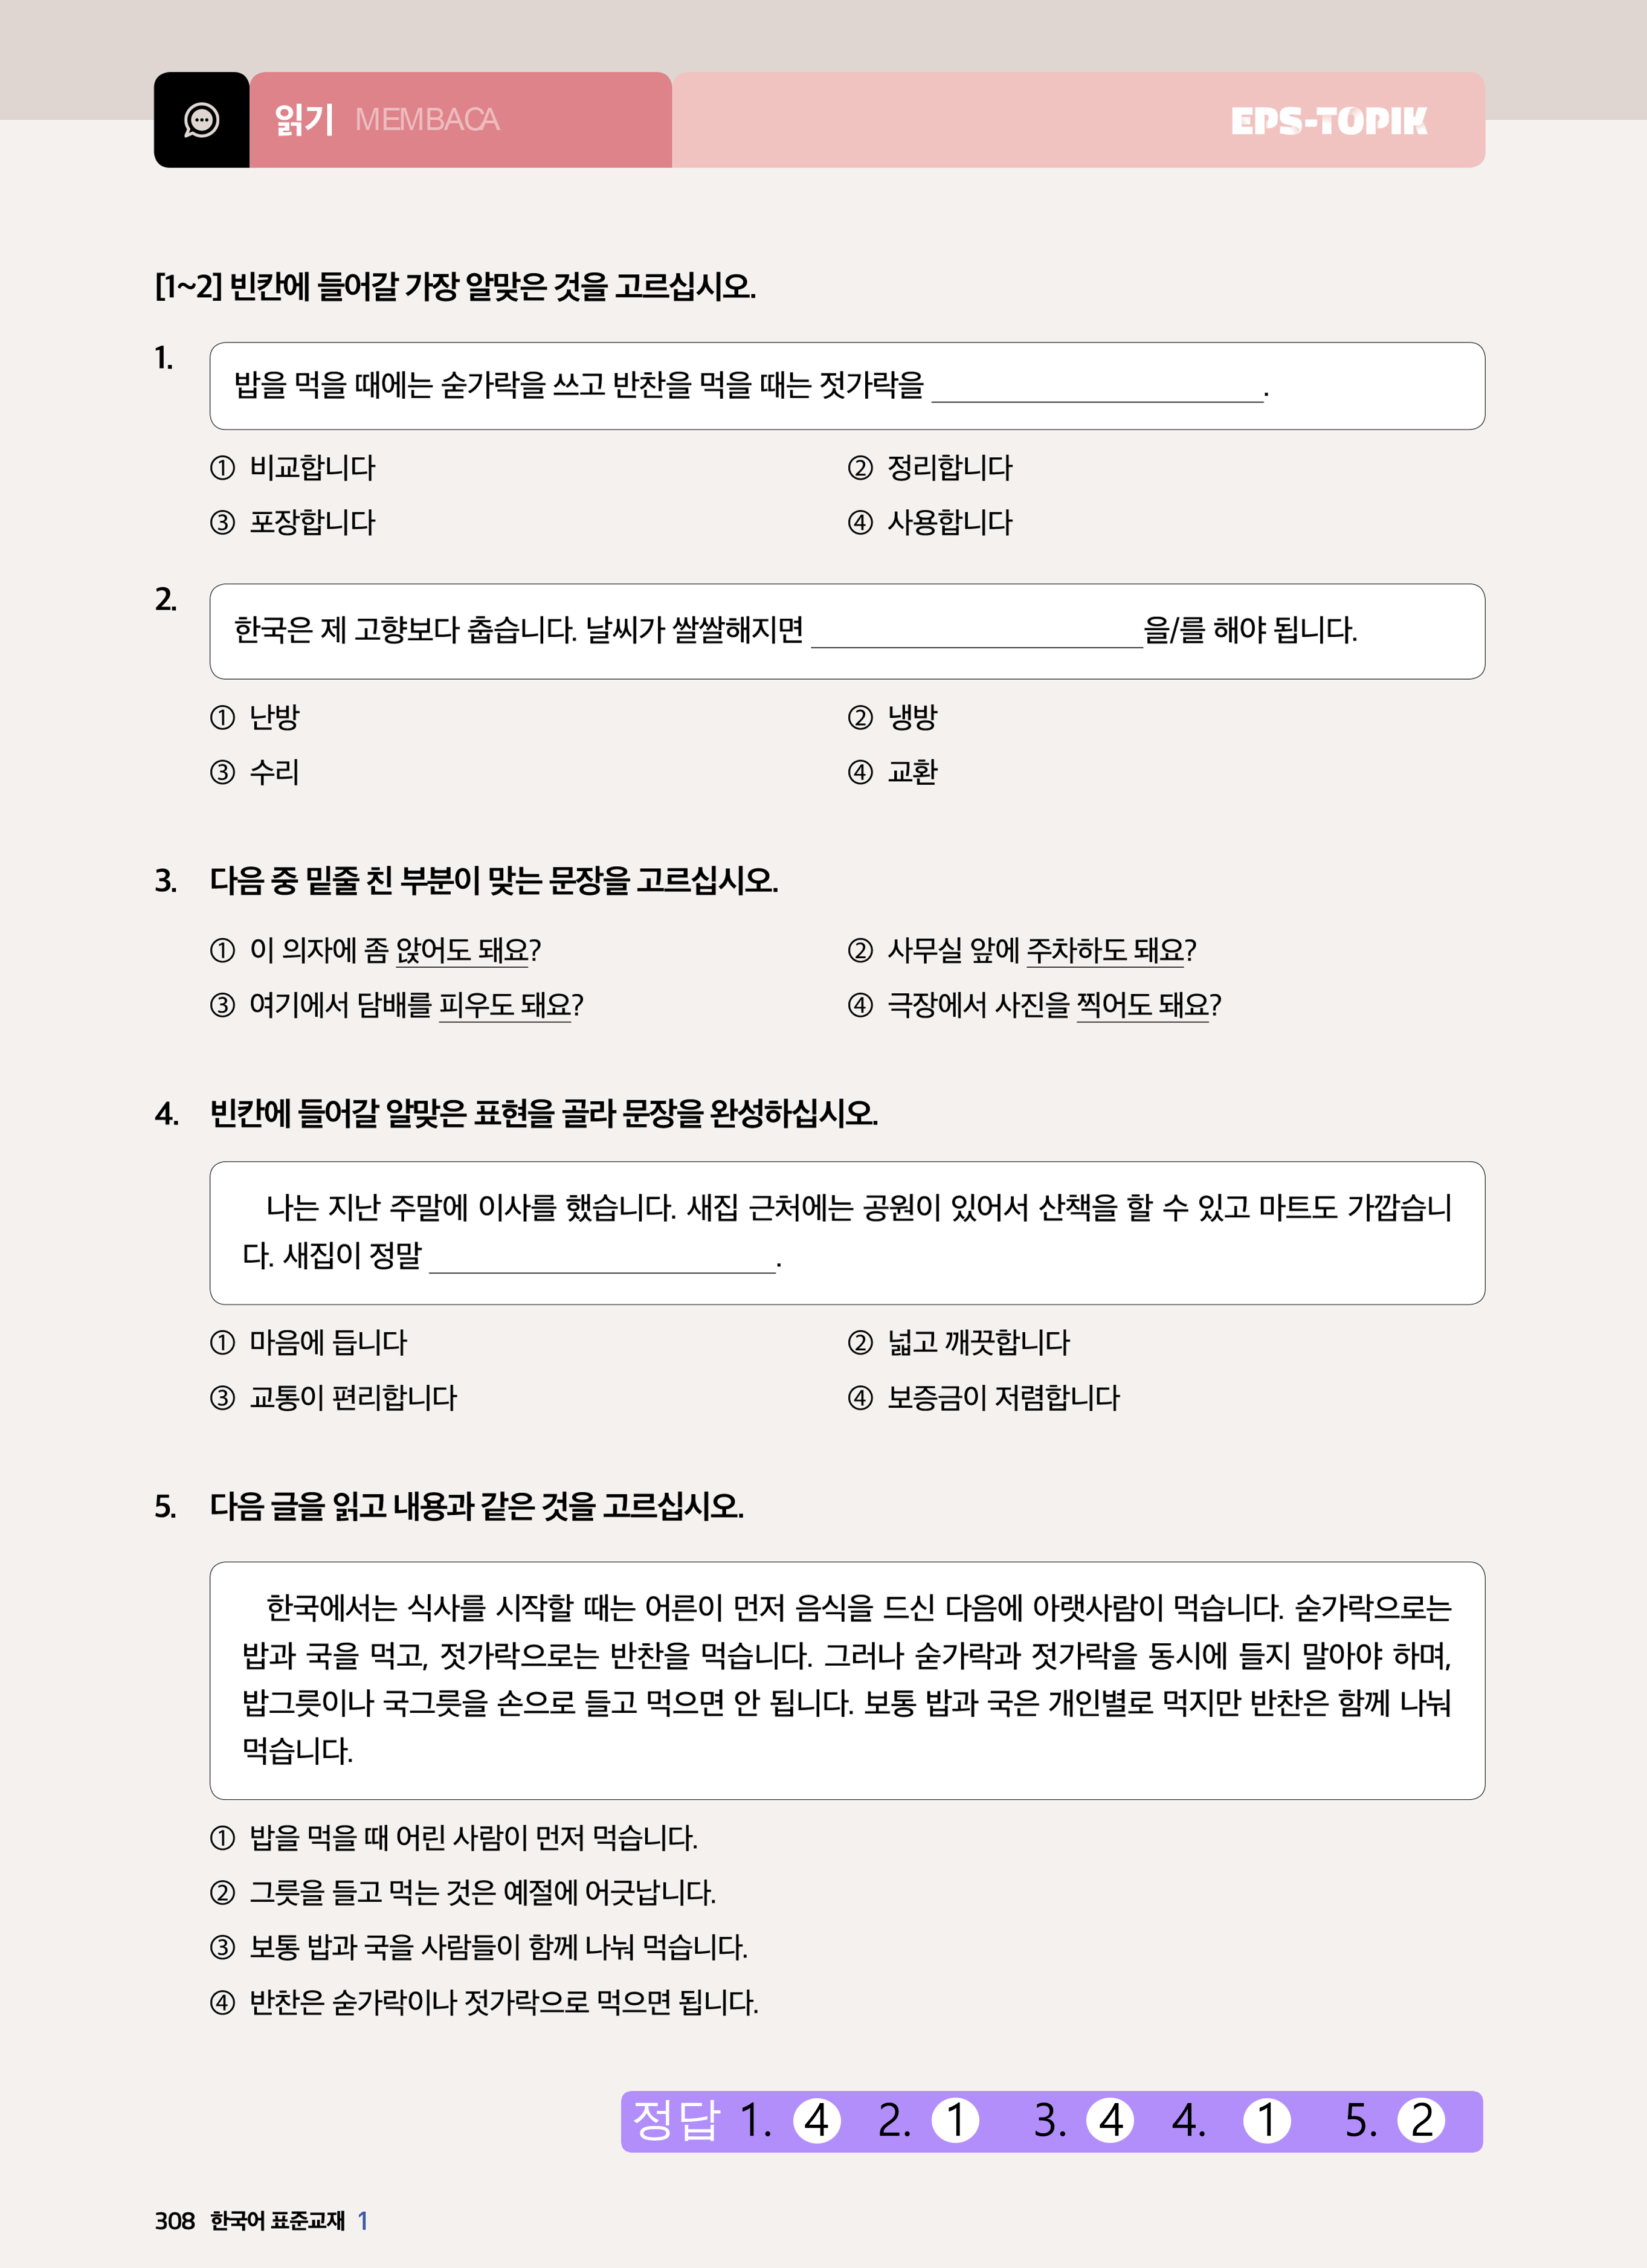 읽기 MEMBACA
EPS-TOPIK
[1~2] 빈칸에 들어갈 가장 알맞은 것을 고르십시오.
1. 밥을 먹을 때에는 숟가락을 쓰고 반찬을 먹을 때는 젓가락을 ____________________.
① 비교합니다 ② 정리합니다
③ 포장합니다 ④ 사용합니다
2. 한국은 제 고향보다 춥습니다. 날씨가 쌀쌀해지면 ____________________을/를 해야 됩니다.
① 난방 ② 냉방
③ 수리 ④ 교환
3. 다음 중 밑줄 친 부분이 맞는 문장을 고르십시오.
① 이 의자에 좀 앉어도 돼요? ② 사무실 앞에 주차하도 돼요?
③ 여기에서 담배를 피우도 돼요? ④ 극장에서 사진을 찍어도 돼요?
4. 빈칸에 들어갈 알맞은 표현을 골라 문장을 완성하십시오.
나는 지난 주말에 이사를 했습니다. 새집 근처에는 공원이 있어서 산책을 할 수 있고 마트도 가깝습니
다. 새집이 정말 ____________________.
① 마음에 듭니다 ② 넓고 깨끗합니다
③ 교통이 편리합니다 ④ 보증금이 저렴합니다
5. 다음 글을 읽고 내용과 같은 것을 고르십시오.
한국에서는 식사를 시작할 때는 어른이 먼저 음식을 드신 다음에 아랫사람이 먹습니다. 숟가락으로는
밥과 국을 먹고, 젓가락으로는 반찬을 먹습니다. 그러나 숟가락과 젓가락을 동시에 들지 말아야 하며,
밥그릇이나 국그릇을 손으로 들고 먹으면 안 됩니다. 보통 밥과 국은 개인별로 먹지만 반찬은 함께 나눠
먹습니다.
① 밥을 먹을 때 어린 사람이 먼저 먹습니다.
② 그릇을 들고 먹는 것은 예절에 어긋납니다.
③ 보통 밥과 국을 사람들이 함께 나눠 먹습니다.
④ 반찬은 숟가락이나 젓가락으로 먹으면 됩니다.
정답 1. 4 2. 1 3. 4 4. 1 5. 2
308 한국어 표준교재 1